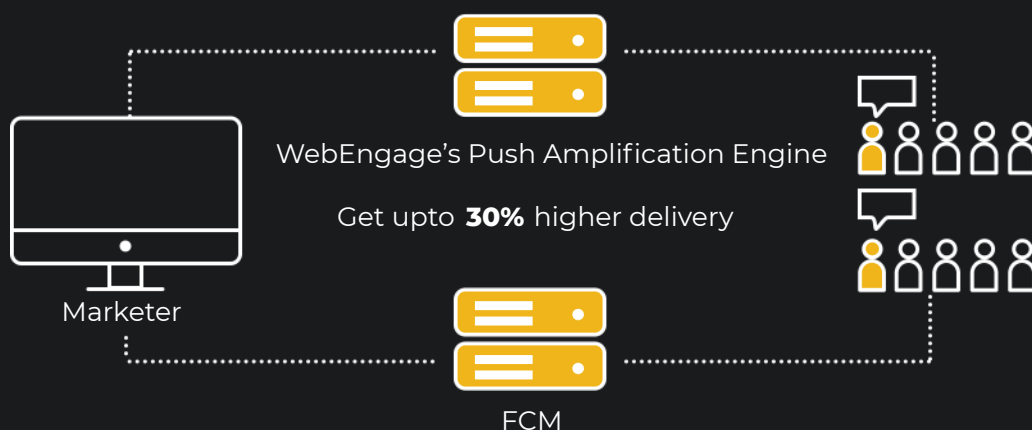 WebEngage's Push Amplification Engine
Get upto 30% higher delivery
Marketer
FCM